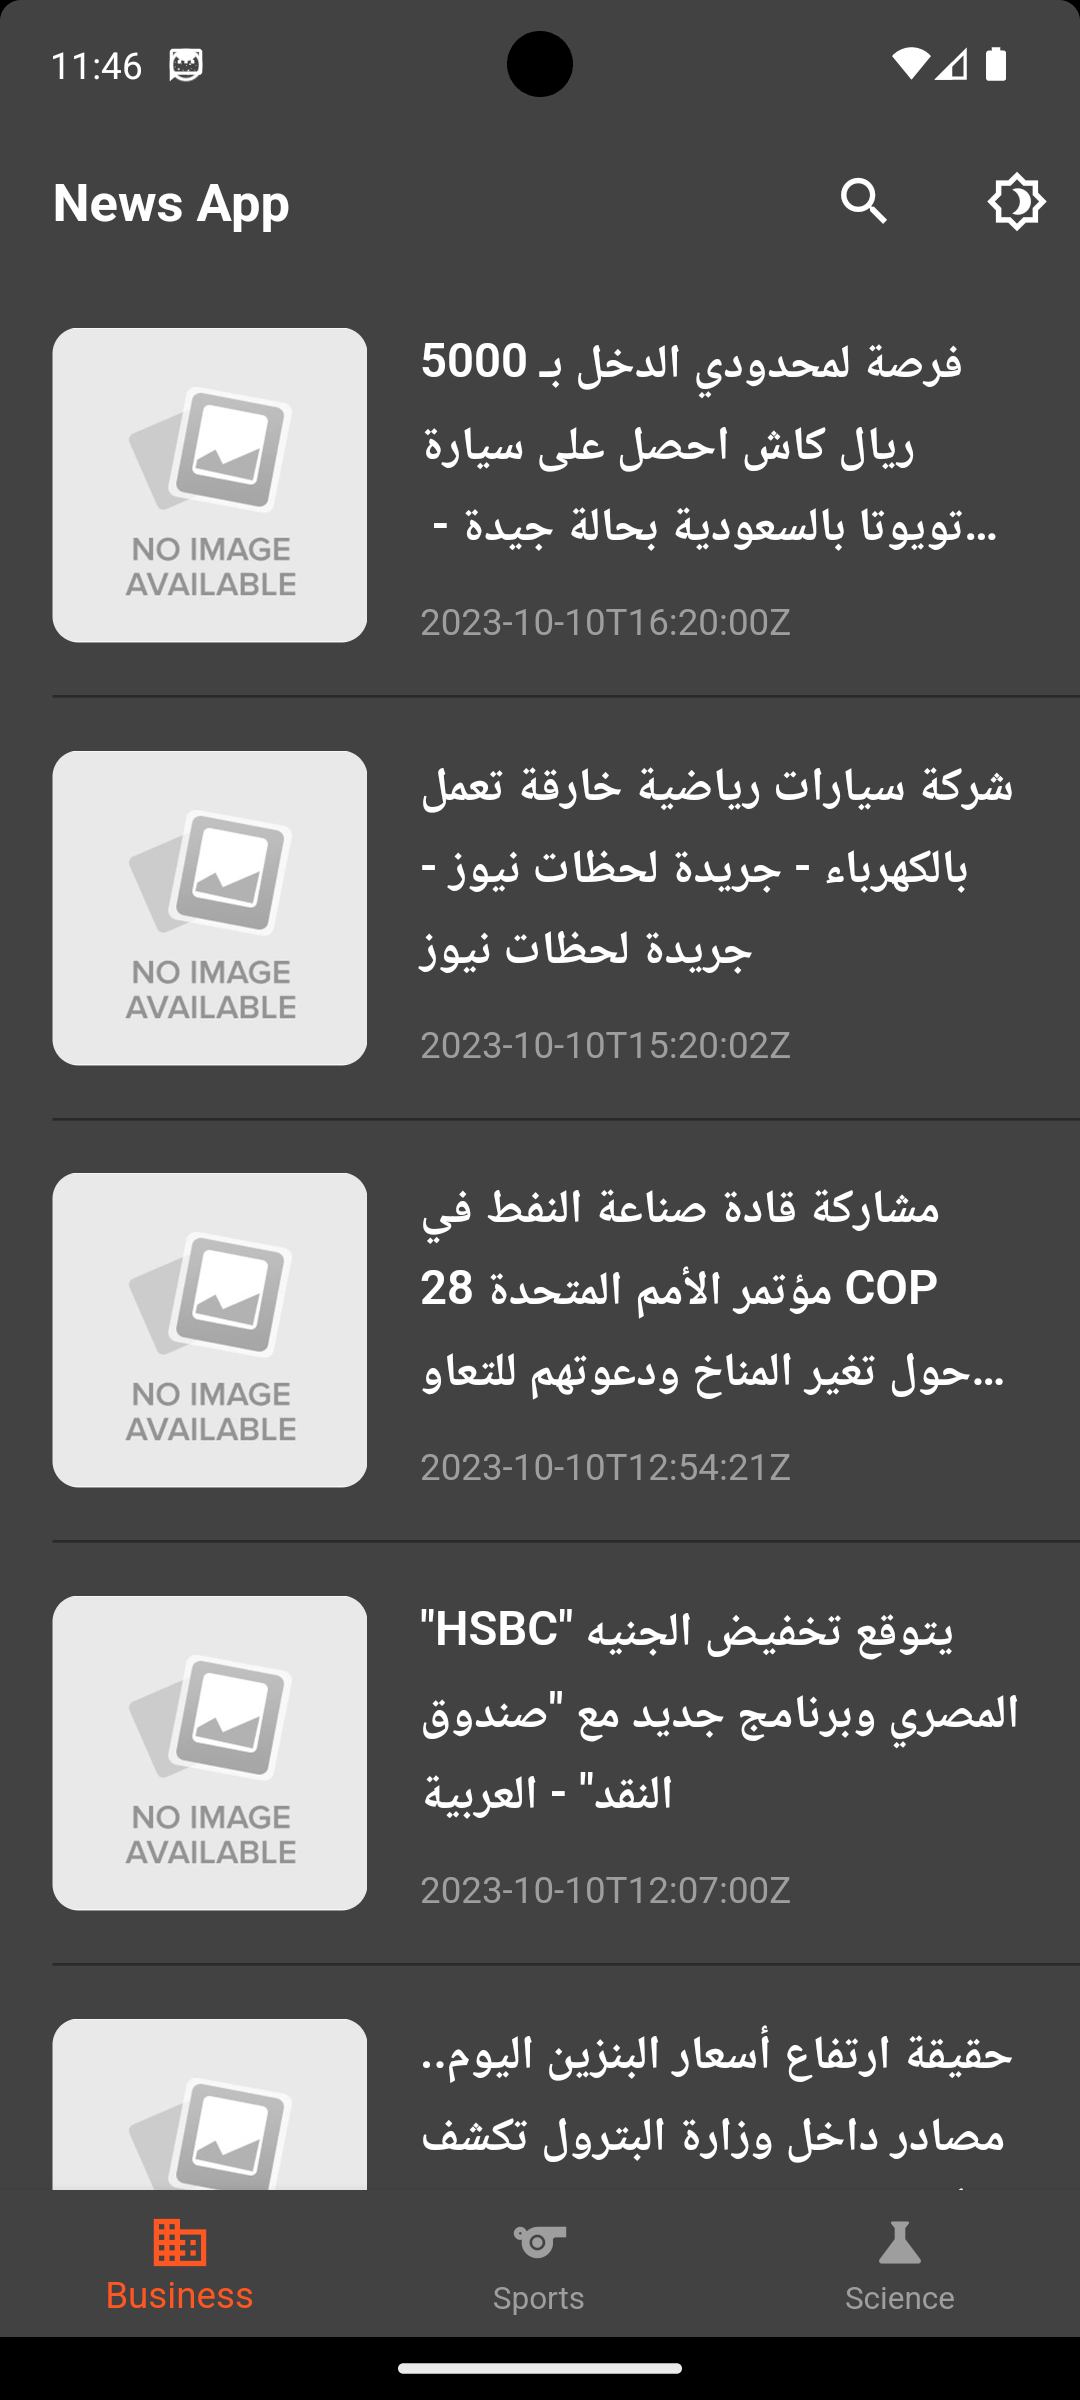 11:46
News App
NO IMAGE
AVAILABLE
فرصة لمحدودي الدخل بـ 5000
ريال كاش احصل على سيارة
تويوتا بالسعودية بحالة جيدة - ...
2023-10-10T16:20:00Z
NO IMAGE
AVAILABLE
شركة سيارات رياضية خارقة تعمل
بالكهرباء - جريدة لحظات نيوز -
جريدة لحظات نيوز
2023-10-10T15:20:02Z
NO IMAGE
AVAILABLE
مشاركة قادة صناعة النفط في
COP مؤتمر الأمم المتحدة 28
حول تغير المناخ ودعوتهم للتعاو...
2023-10-10T12:54:21Z
NO IMAGE
AVAILABLE
"HSBC" يتوقع تخفيض الجنيه
المصري وبرنامج جديد مع "صندوق
النقد" - العربية
2023-10-10T12:07:00Z
حقيقة ارتفاع أسعار البنزين اليوم..
مصادر داخل وزارة البترول تكشف
Business
Sports
Science